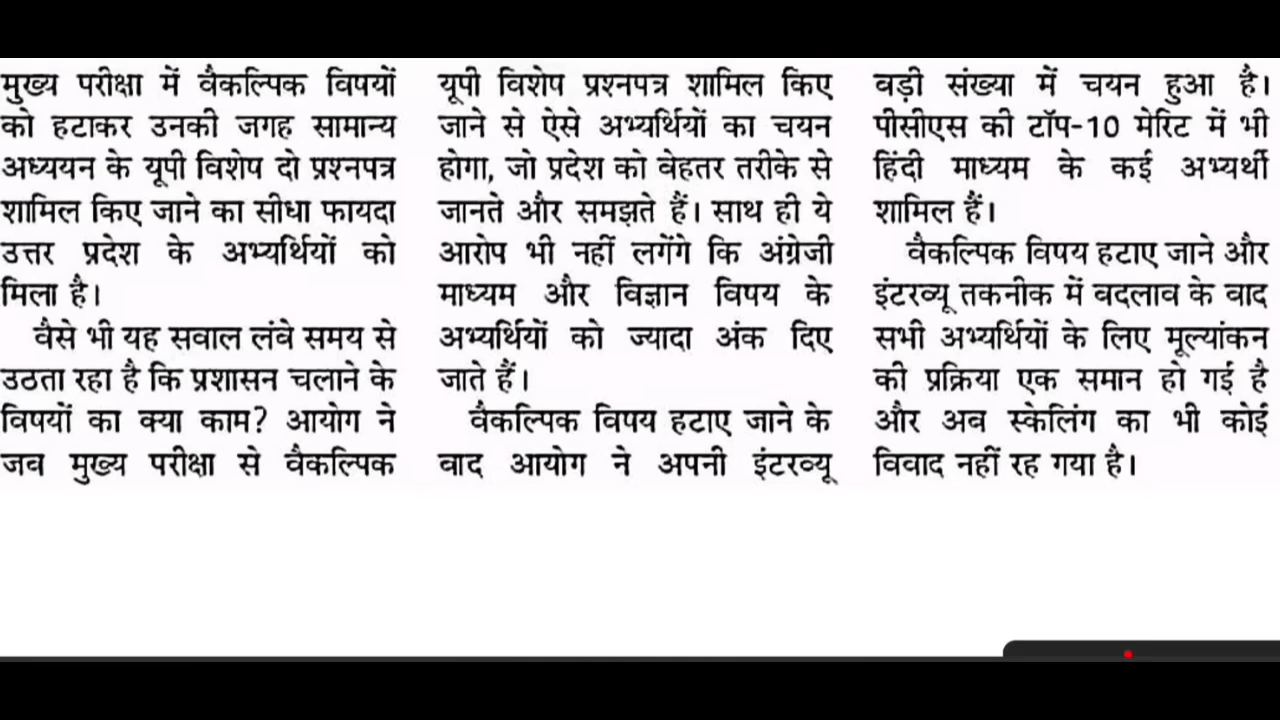 मुख्य परीक्षा में वैकल्पिक विषयों
को हटाकर उनकी जगह सामान्य
अध्ययन के यूपी विशेष दो प्रश्नपत्र
शामिल किए जाने का सीधा फायदा
उत्तर प्रदेश के अभ्यर्थियों को
मिला है।
वैसे भी यह सवाल लंबे समय से
उठता रहा है कि प्रशासन चलाने के
विषयों का क्या काम? आयोग ने
जब मुख्य परीक्षा से वैकल्पिक
यूपी विशेष प्रश्नपत्र शामिल किए
जाने से ऐसे अभ्यर्थियों का चयन
होगा, जो प्रदेश को बेहतर तरीके से
जानते और समझते हैं। साथ ही ये
आरोप भी नहीं लगेंगे कि अंग्रेजी
माध्यम और विज्ञान विषय के
अभ्यर्थियों को ज्यादा अंक दिए
जाते हैं।
वैकल्पिक विषय हटाए जाने के
बाद आयोग ने अपनी इंटरव्यू
बड़ी संख्या में चयन हुआ है।
पीसीएस की टॉप-10 मेरिट में भी
हिंदी माध्यम के कई अभ्यर्थी
शामिल हैं।
वैकल्पिक विषय हटाए जाने और
इंटरव्यू तकनीक में बदलाव के बाद
सभी अभ्यर्थियों के लिए मूल्यांकन
की प्रक्रिया एक समान हो गई है
और अब स्केलिंग का भी कोई
विवाद नहीं रह गया है।